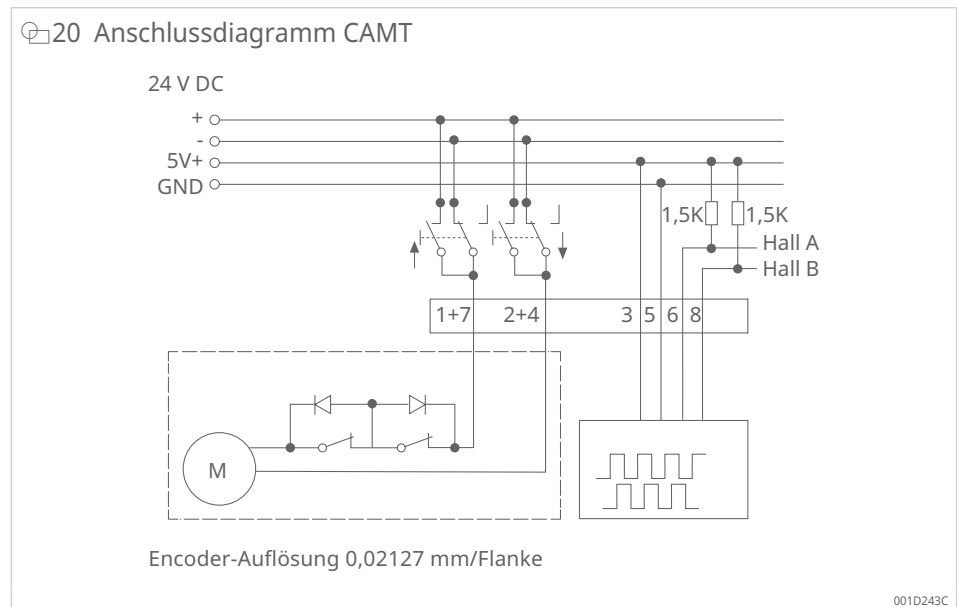 20 Anschlussdiagramm CAMT
24 V DC
+
-
5V+
GND
1,5K 1,5K
Hall A
Hall B
1+7 2+4 3 5 6 8
M
Encoder-Auflösung 0,02127 mm/Flanke
001D243C